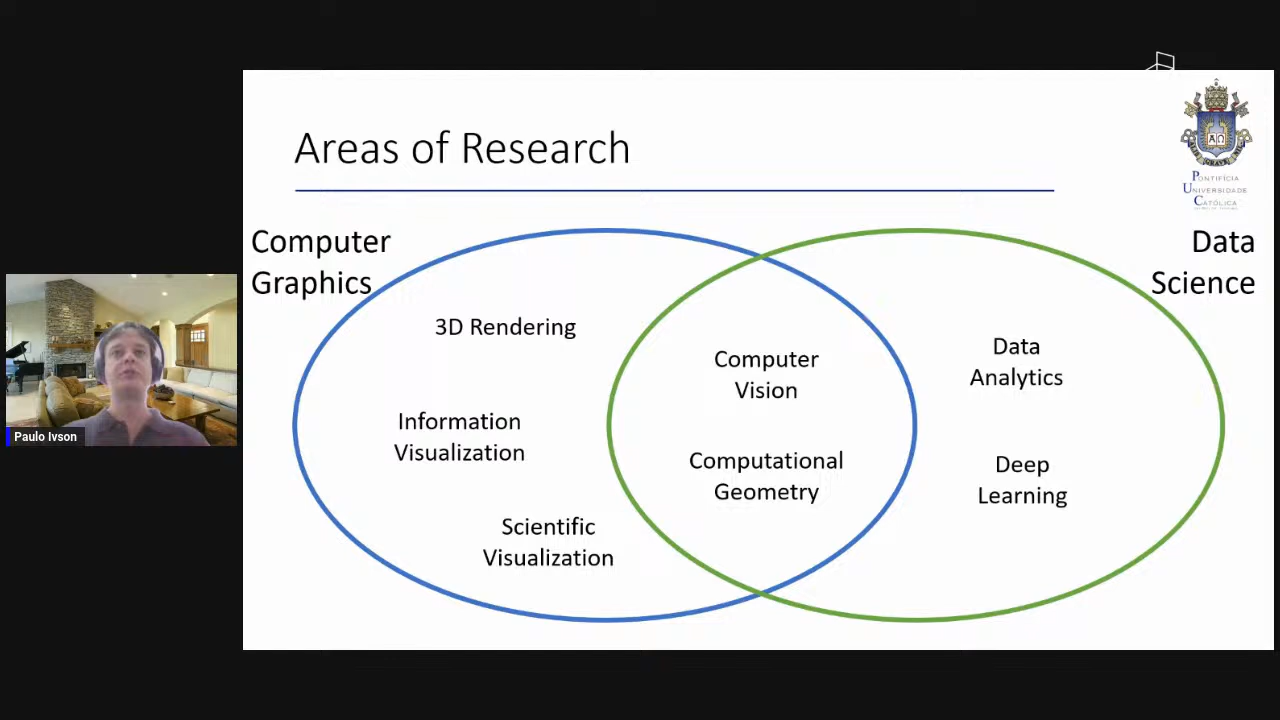 Areas of Research
PONTIFÍCIA
UNIVERSIDADE
CATÓLICA
Computer
Graphics
Data
Science
3D Rendering
Information
Visualization
Scientific
Visualization
Computer
Vision
Computational
Geometry
Data
Analytics
Deep
Learning
Paulo Ivson